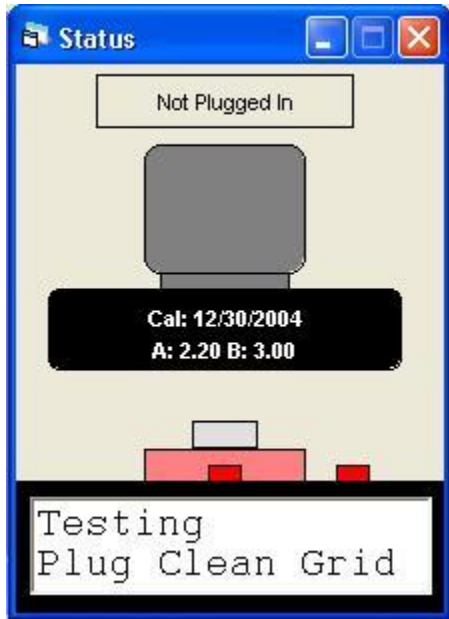 Status
Not Plugged In
Cal: 12/30/2004
A: 2.20 B: 3.00
Testing
Plug Clean Grid